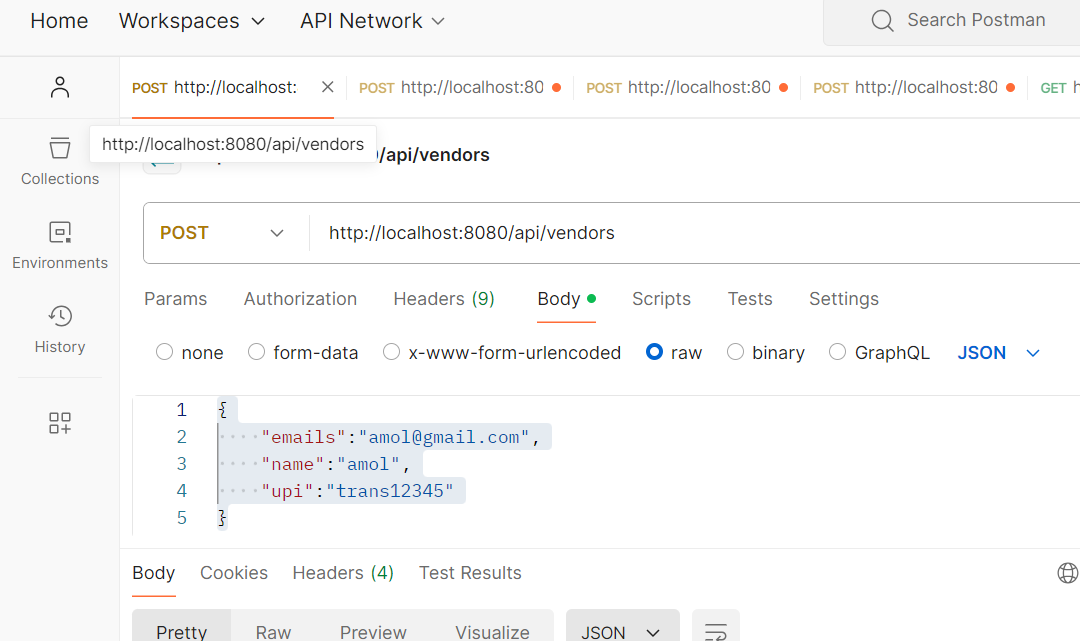 Home Workspaces API Network Search Postman
POST http://localhost: POST http://localhost:80 POST http://localhost:80 POST http://localhost:80 GET
http://localhost:8080/api/vendors /api/vendors
Collections
POST http://localhost:8080/api/vendors
Environments
Params Authorization Headers (9) Body Scripts Tests Settings
History
none form-data x-www-form-urlencoded raw binary GraphQL JSON
1 {
2 "emails":"amol@gmail.com",
3 "name":"amol",
4 "upi":"trans12345"
5 }
Body Cookies Headers (4) Test Results
Pretty Raw Preview Visualize JSON